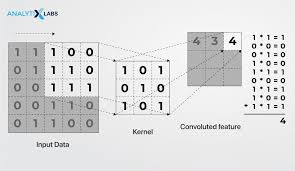 ANALYTIX LABS
1 1 1 0 0
0 1 1 1 0
0 0 1 1 1
0 0 1 1 0
0 1 1 0 0
Input Data
1 0 1
0 1 0
1 0 1
Kernel
4 3 4
Convoluted feature
1 * 1 = 1
0 * 0 = 0
0 * 1 = 0
1 * 0 = 0
1 * 1 = 1
0 * 0 = 0
1 * 1 = 1
1 * 0 = 0
+ 1 * 1 = 1
4